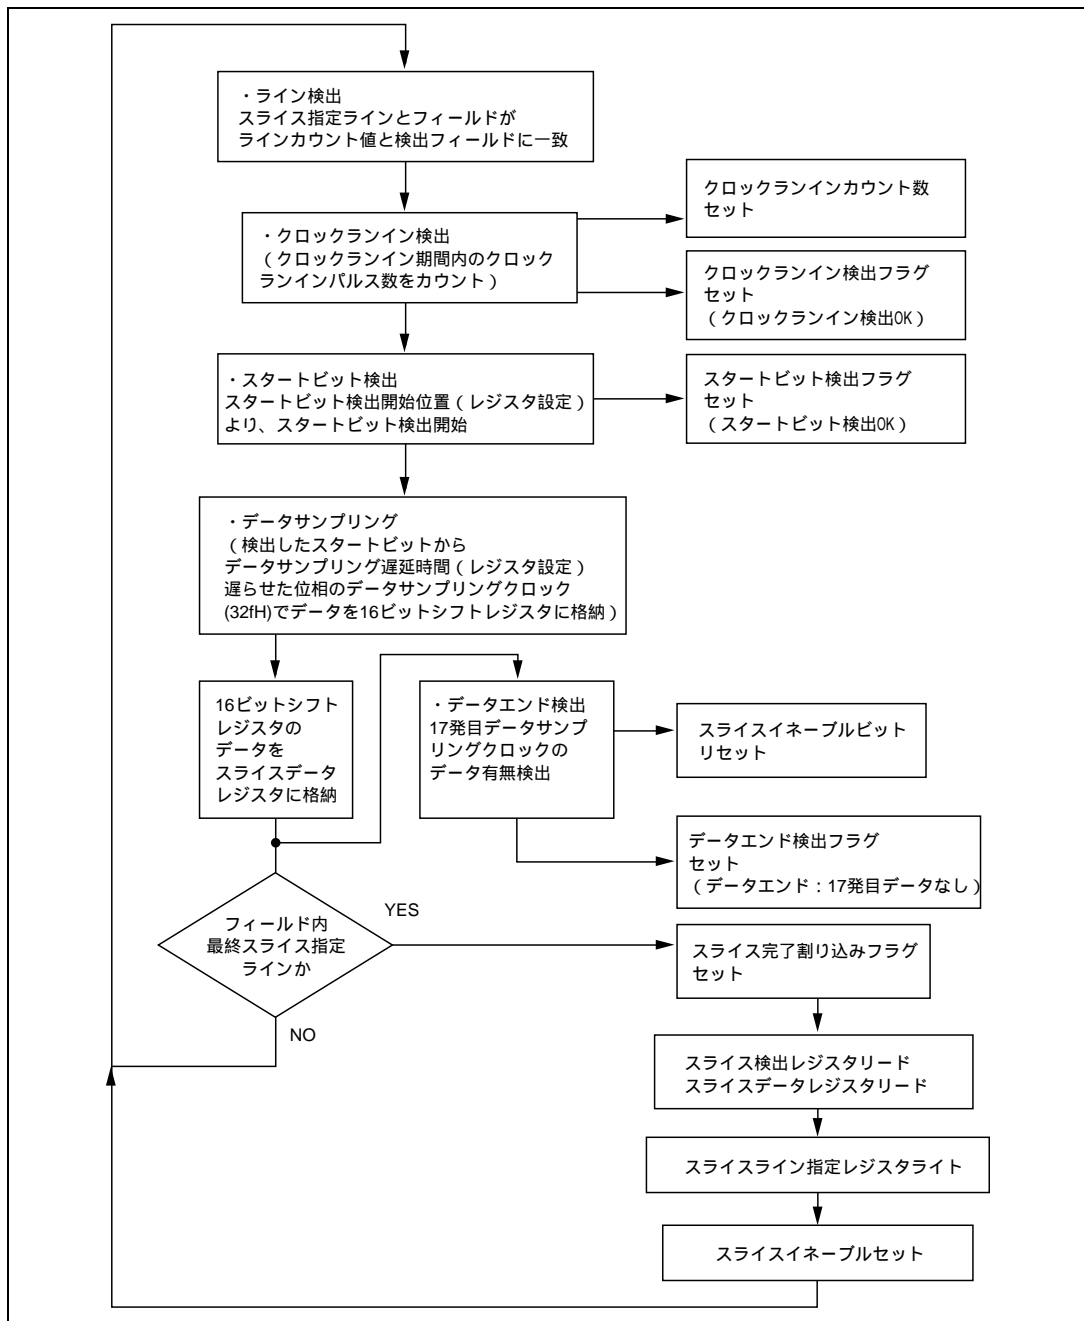 ・ライン検出
スライス指定ラインとフィールドが
ラインカウント値と検出フィールドに一致
・クロックランイン検出
（クロックランイン期間内のクロック
ランインパルス数をカウント）
クロックランインカウント数
セット
クロックランイン検出フラグ
セット
（クロックランイン検出OK）
・スタートビット検出
スタートビット検出開始位置（レジスタ設定）
より、スタートビット検出開始
スタートビット検出フラグ
セット
（スタートビット検出OK）
・データサンプリング
（検出したスタートビットから
データサンプリング遅延時間（レジスタ設定）
遅らせた位相のデータサンプリングクロック
(32fH)でデータを16ビットシフトレジスタに格納）
16ビットシフト
レジスタの
データを
スライスデータ
レジスタに格納
・データエンド検出
17発目データサンプ
リングクロックの
データ有無検出
スライスイネーブルビット
リセット
データエンド検出フラグ
セット
（データエンド：17発目データなし）
フィールド内
最終スライス指定
ラインか
YES
NO
スライス完了割り込みフラグ
セット
スライス検出レジスタリード
スライスデータレジスタリード
スライスライン指定レジスタライト
スライスイネーブルセット